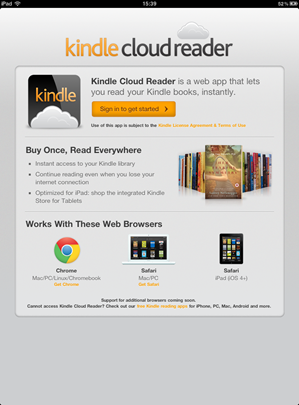 iPad 15:39 52%
kindle cloud reader
kindle
Kindle Cloud Reader is a web app that lets
you read your Kindle books, instantly.
Sign in to get started
Use of this app is subject to the Kindle License Agreement & Terms of Use
Buy Once, Read Everywhere
Instant access to your Kindle library
Continue reading even when you lose your
internet connection
Optimized for iPad: shop the integrated Kindle
Store for Tablets
Works With These Web Browsers
Chrome
Mac/PC/Linux/Chromebook
Get Chrome
Safari
Mac/PC
Get Safari
Safari
iPad (iOS 4+)
Support for additional browsers coming soon.
Cannot access Kindle Cloud Reader? Check out our free Kindle reading apps for iPhone, PC, Mac, Android and more.